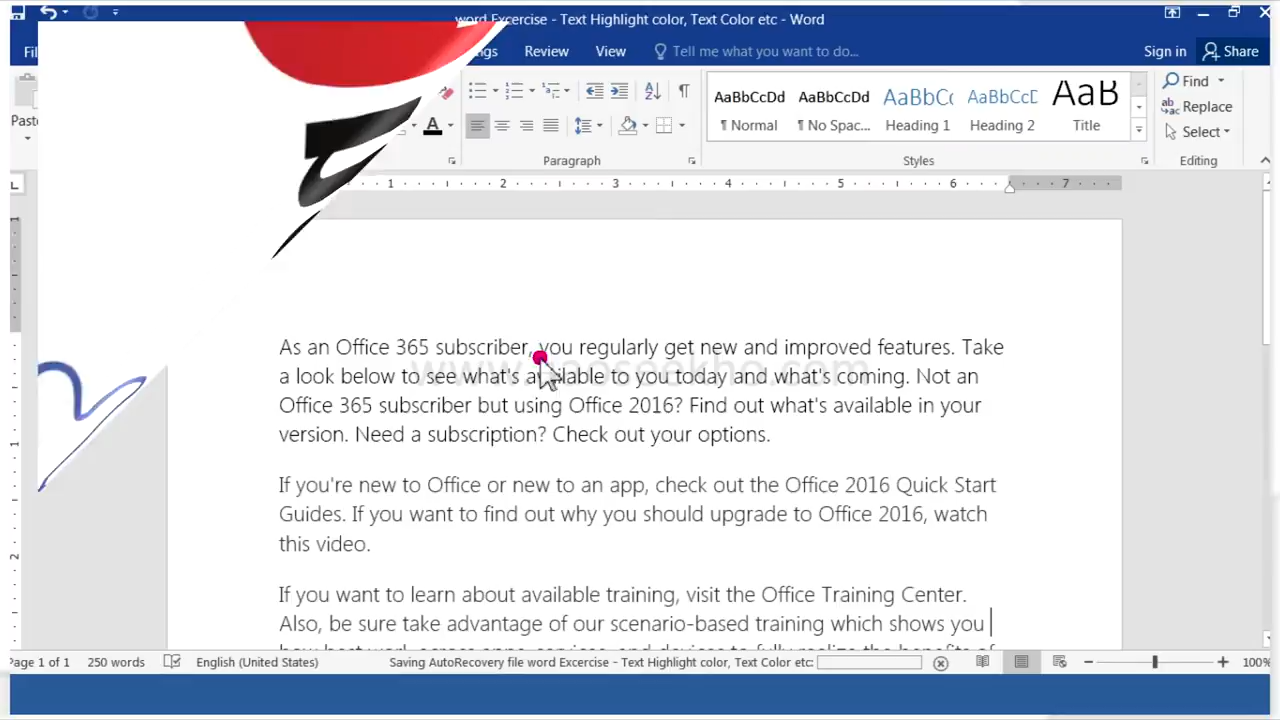 word Excercise - Text Highlight color, Text Color etc - Word
Review View Tell me what you want to do... Sign in Share
Find
Replace
Select
AaBbCcDd AaBbCcDd AaBbCc AaBbCcD AaB
¶ Normal ¶ No Spac... Heading 1 Heading 2 Title
Paragraph Styles Editing
1 2 3 4 5 6 7
As an Office 365 subscriber, you regularly get new and improved features. Take
a look below to see what's available to you today and what's coming. Not an
Office 365 subscriber but using Office 2016? Find out what's available in your
version. Need a subscription? Check out your options.
If you're new to Office or new to an app, check out the Office 2016 Quick Start
Guides. If you want to find out why you should upgrade to Office 2016, watch
this video.
If you want to learn about available training, visit the Office Training Center.
Also, be sure take advantage of our scenario-based training which shows you
Page 1 of 1 250 words English (United States) Saving AutoRecovery file word Excercise - Text Highlight color, Text Color etc: 100%